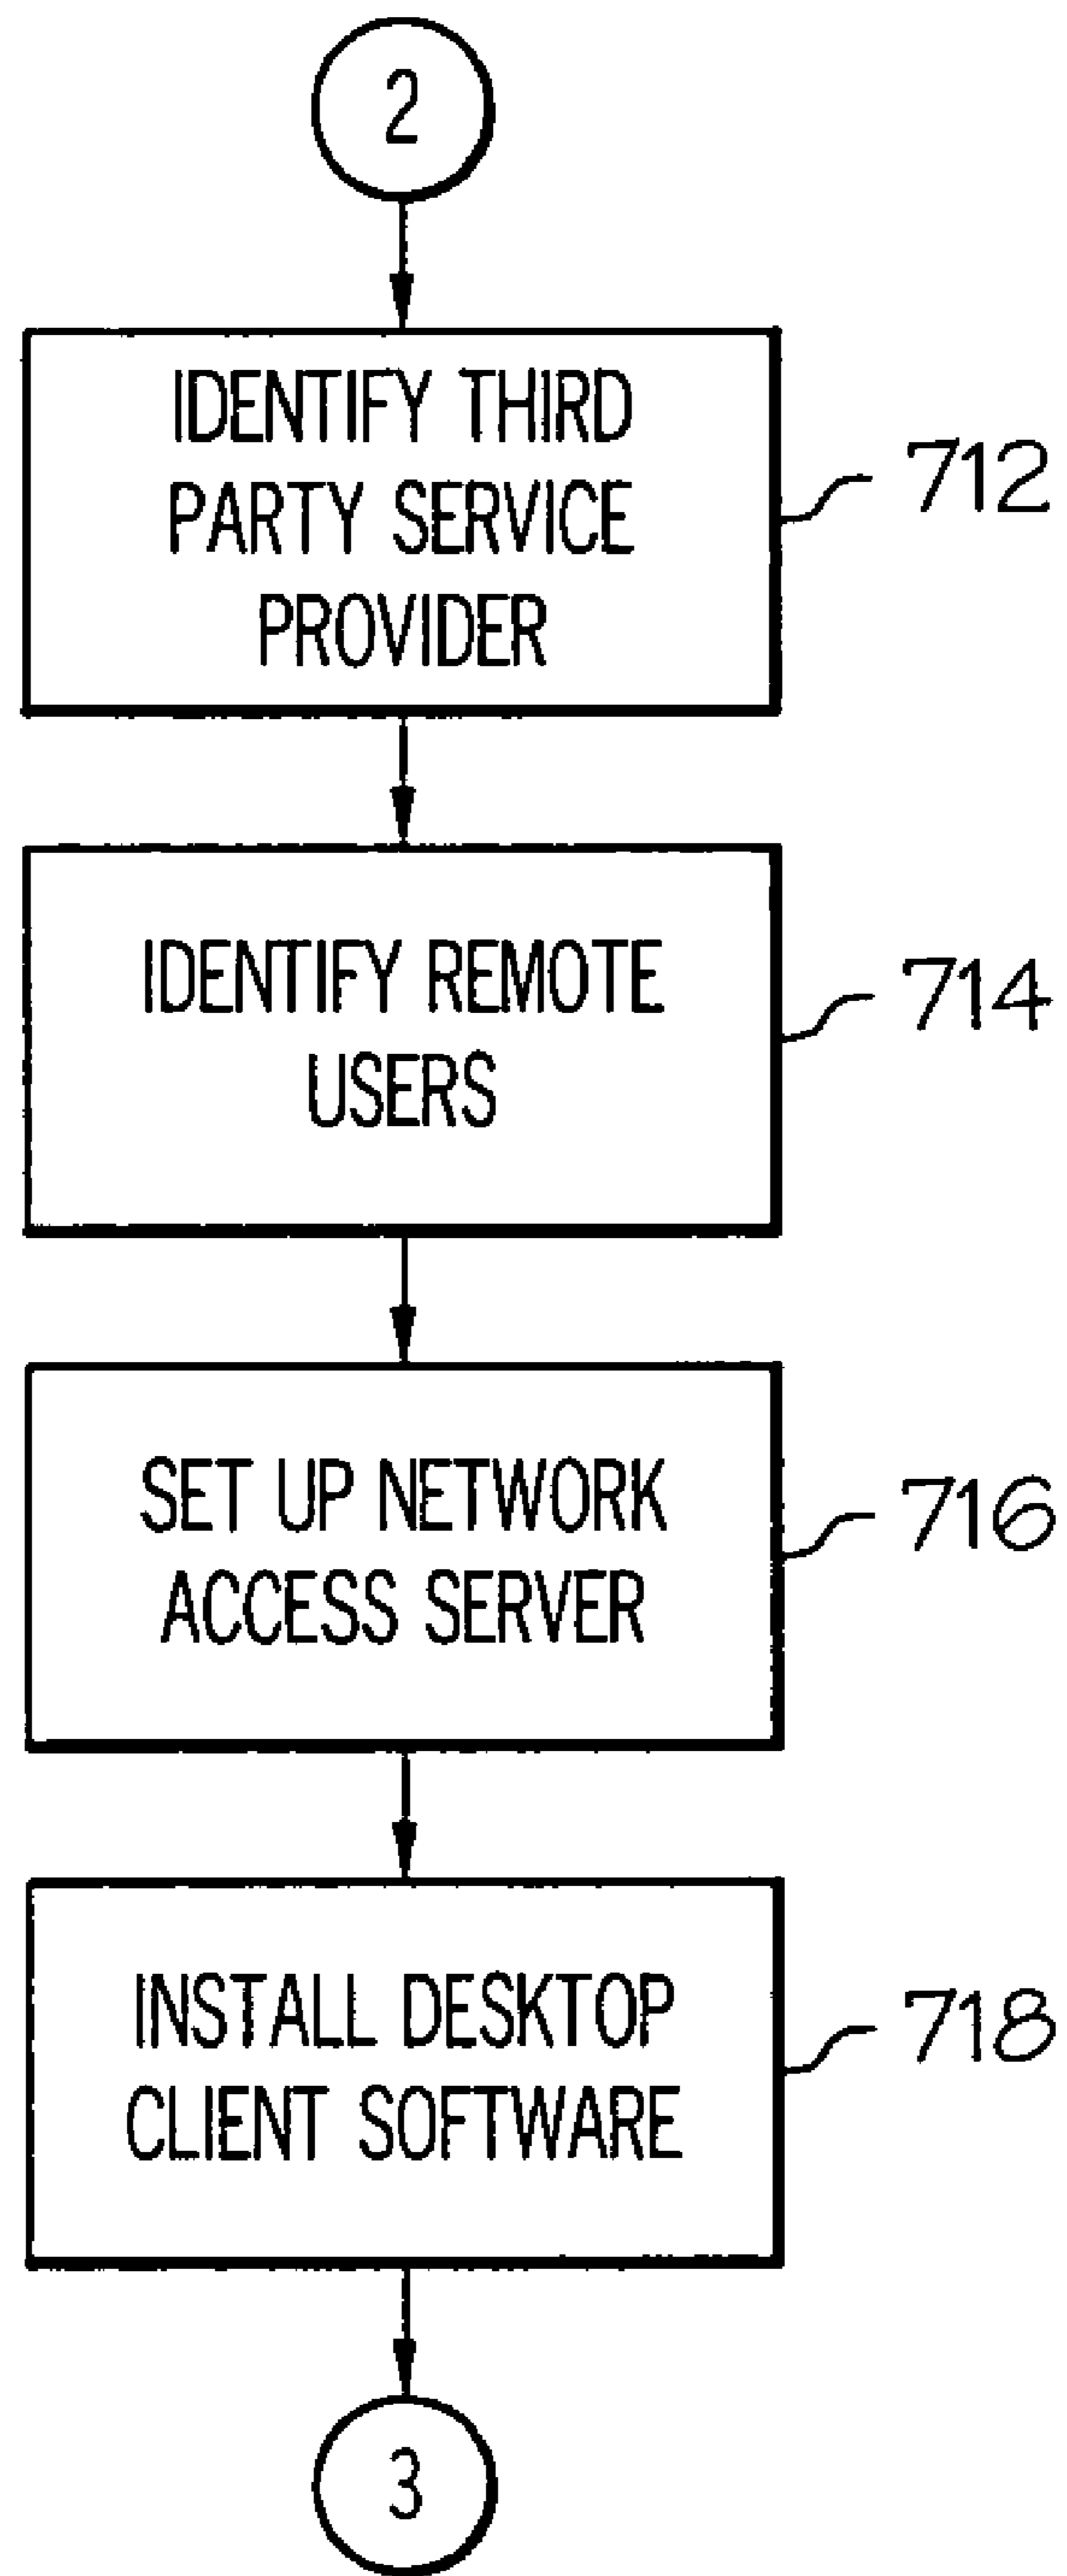 2
IDENTIFY THIRD
PARTY SERVICE
PROVIDER
712
IDENTIFY REMOTE
USERS
714
SET UP NETWORK
ACCESS SERVER
716
INSTALL DESKTOP
CLIENT SOFTWARE
718
3